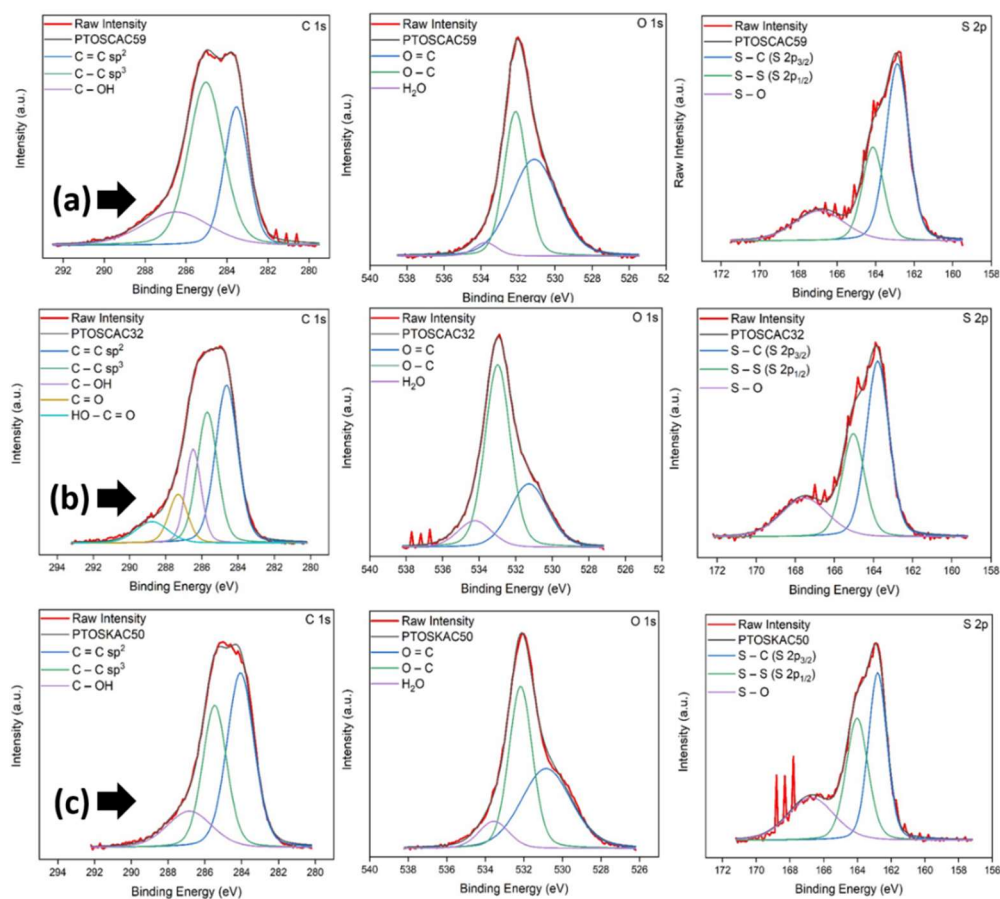 C 1s
Raw Intensity
PTOSCAC59
C = C sp²
C – C sp³
C – OH
Intensity (a.u.)
(a)
292 290 288 286 284 282 280
Binding Energy (eV)
O 1s
Raw Intensity
PTOSCAC59
O = C
O – C
H₂O
Intensity (a.u.)
540 538 536 534 532 530 528 526 52
Binding Energy (eV)
S 2p
Raw Intensity
PTOSCAC59
S – C (S 2p₃/₂)
S – S (S 2p₁/₂)
S – O
Raw Intensity (a.u.)
172 170 168 166 164 162 160 158
Binding Energy (eV)
C 1s
Raw Intensity
PTOSCAC32
C = C sp²
C – C sp³
C – OH
C = O
HO – C = O
Intensity (a.u.)
(b)
294 292 290 288 286 284 282 280
Binding Energy (eV)
O 1s
Raw Intensity
PTOSCAC32
O = C
O – C
H₂O
Intensity (a.u.)
540 538 536 534 532 530 528 526 52
Binding Energy (eV)
S 2p
Raw Intensity
PTOSCAC32
S – C (S 2p₃/₂)
S – S (S 2p₁/₂)
S – O
Intensity (a.u.)
172 170 168 166 164 162 160 158
Binding Energy (eV)
C 1s
Raw Intensity
PTOSKAC50
C = C sp²
C – C sp³
C – OH
Intensity (a.u.)
(c)
294 292 290 288 286 284 282 280
Binding Energy (eV)
O 1s
Raw Intensity
PTOSKAC50
O = C
O – C
H₂O
Intensity (a.u.)
540 538 536 534 532 530 528 526
Binding Energy (eV)
S 2p
Raw Intensity
PTOSKAC50
S – C (S 2p₃/₂)
S – S (S 2p₁/₂)
S – O
Intensity (a.u.)
172 170 168 166 164 162 160 158 156
Binding Energy (eV)